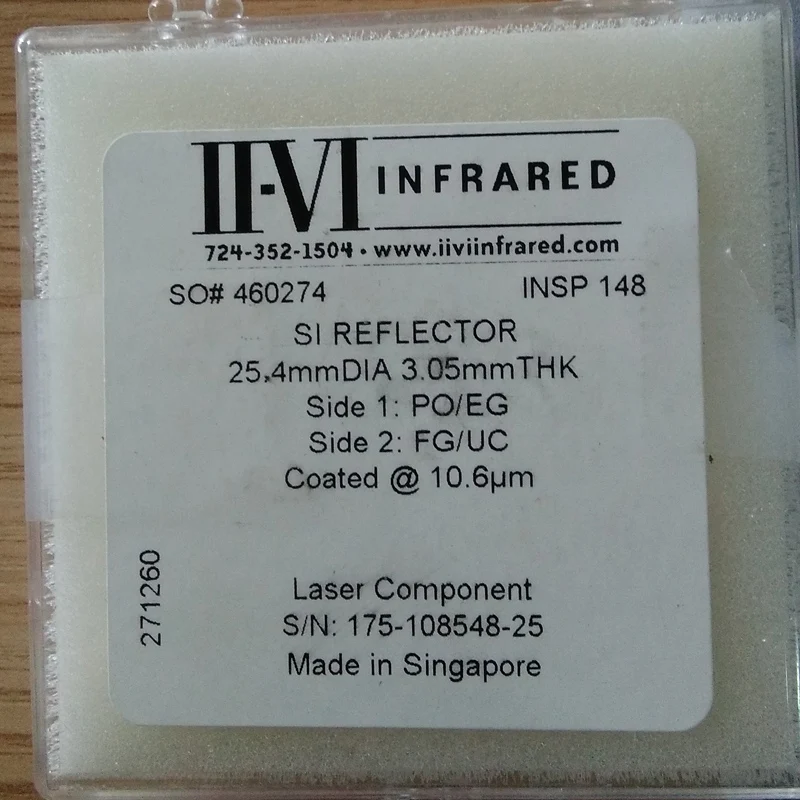 II-VI INFRARED
724-352-1504 • www.iiviinfrared.com
SO# 460274 INSP 148
SI REFLECTOR
25.4mmDIA 3.05mmTHK
Side 1: PO/EG
Side 2: FG/UC
Coated @ 10.6µm
271260
Laser Component
S/N: 175-108548-25
Made in Singapore